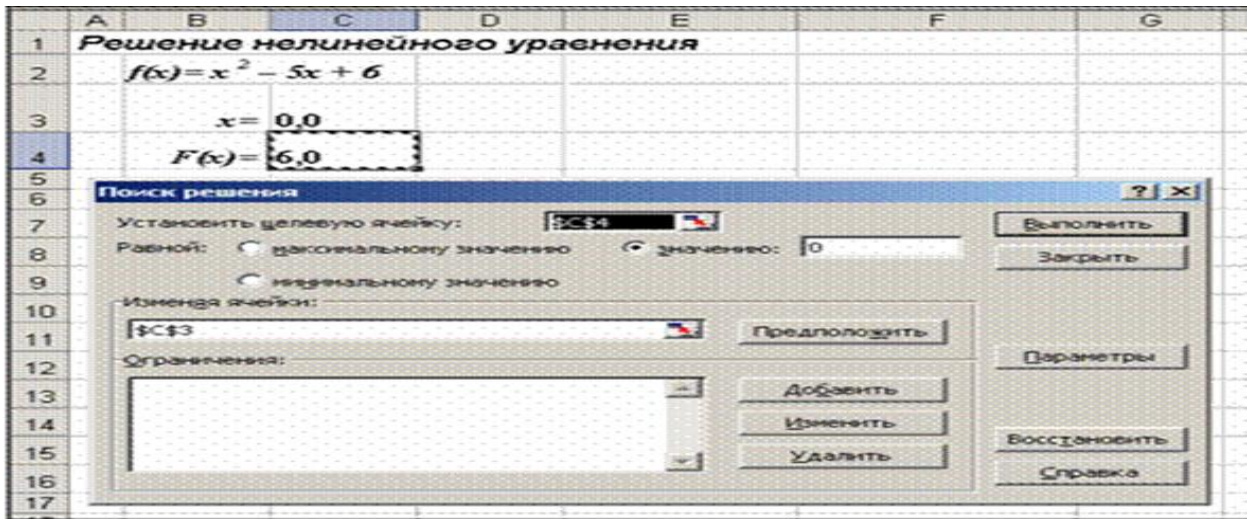 A B C D E F G
1 Решение нелинейного уравнения
2 f(x)= x ² – 5x + 6
3 x= 0,0
4 F(x)= 6,0
5
6 Поиск решения ? ×
7 Установить целевую ячейку: $C$4 Выполнить
8 Равной: максимальному значению значению: 0 Закрыть
9 минимальному значению
10 Изменяя ячейки:
11 $C$3 Предположить
12 Ограничения: Параметры
13 Добавить
14 Изменить
15 Удалить Восстановить
16 Справка
17